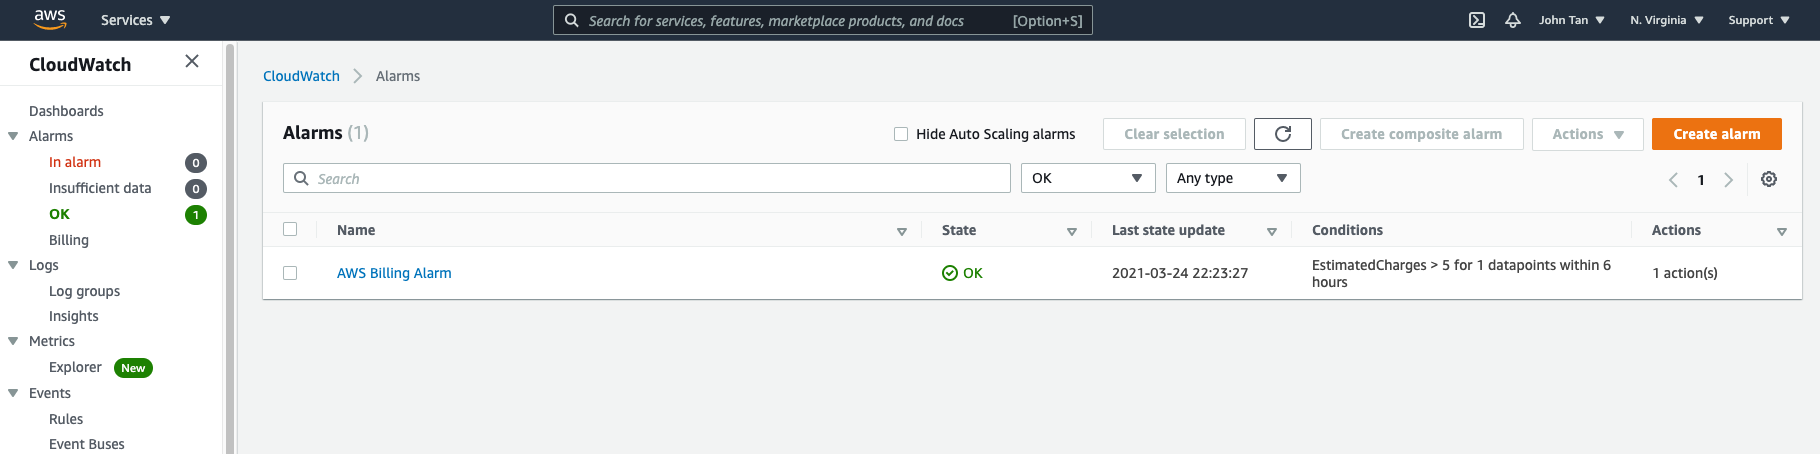 aws
Services
Search for services, features, marketplace products, and docs [Option+S]
John Tan
N. Virginia
Support
CloudWatch
Dashboards
Alarms
In alarm 0
Insufficient data 0
OK 1
Billing
Logs
Log groups
Insights
Metrics
Explorer New
Events
Rules
Event Buses
CloudWatch Alarms
Alarms (1)
Hide Auto Scaling alarms
Clear selection
Create composite alarm
Actions
Create alarm
Search
OK
Any type
1
Name State Last state update Conditions Actions
AWS Billing Alarm OK 2021-03-24 22:23:27 EstimatedCharges > 5 for 1 datapoints within 6
hours
1 action(s)